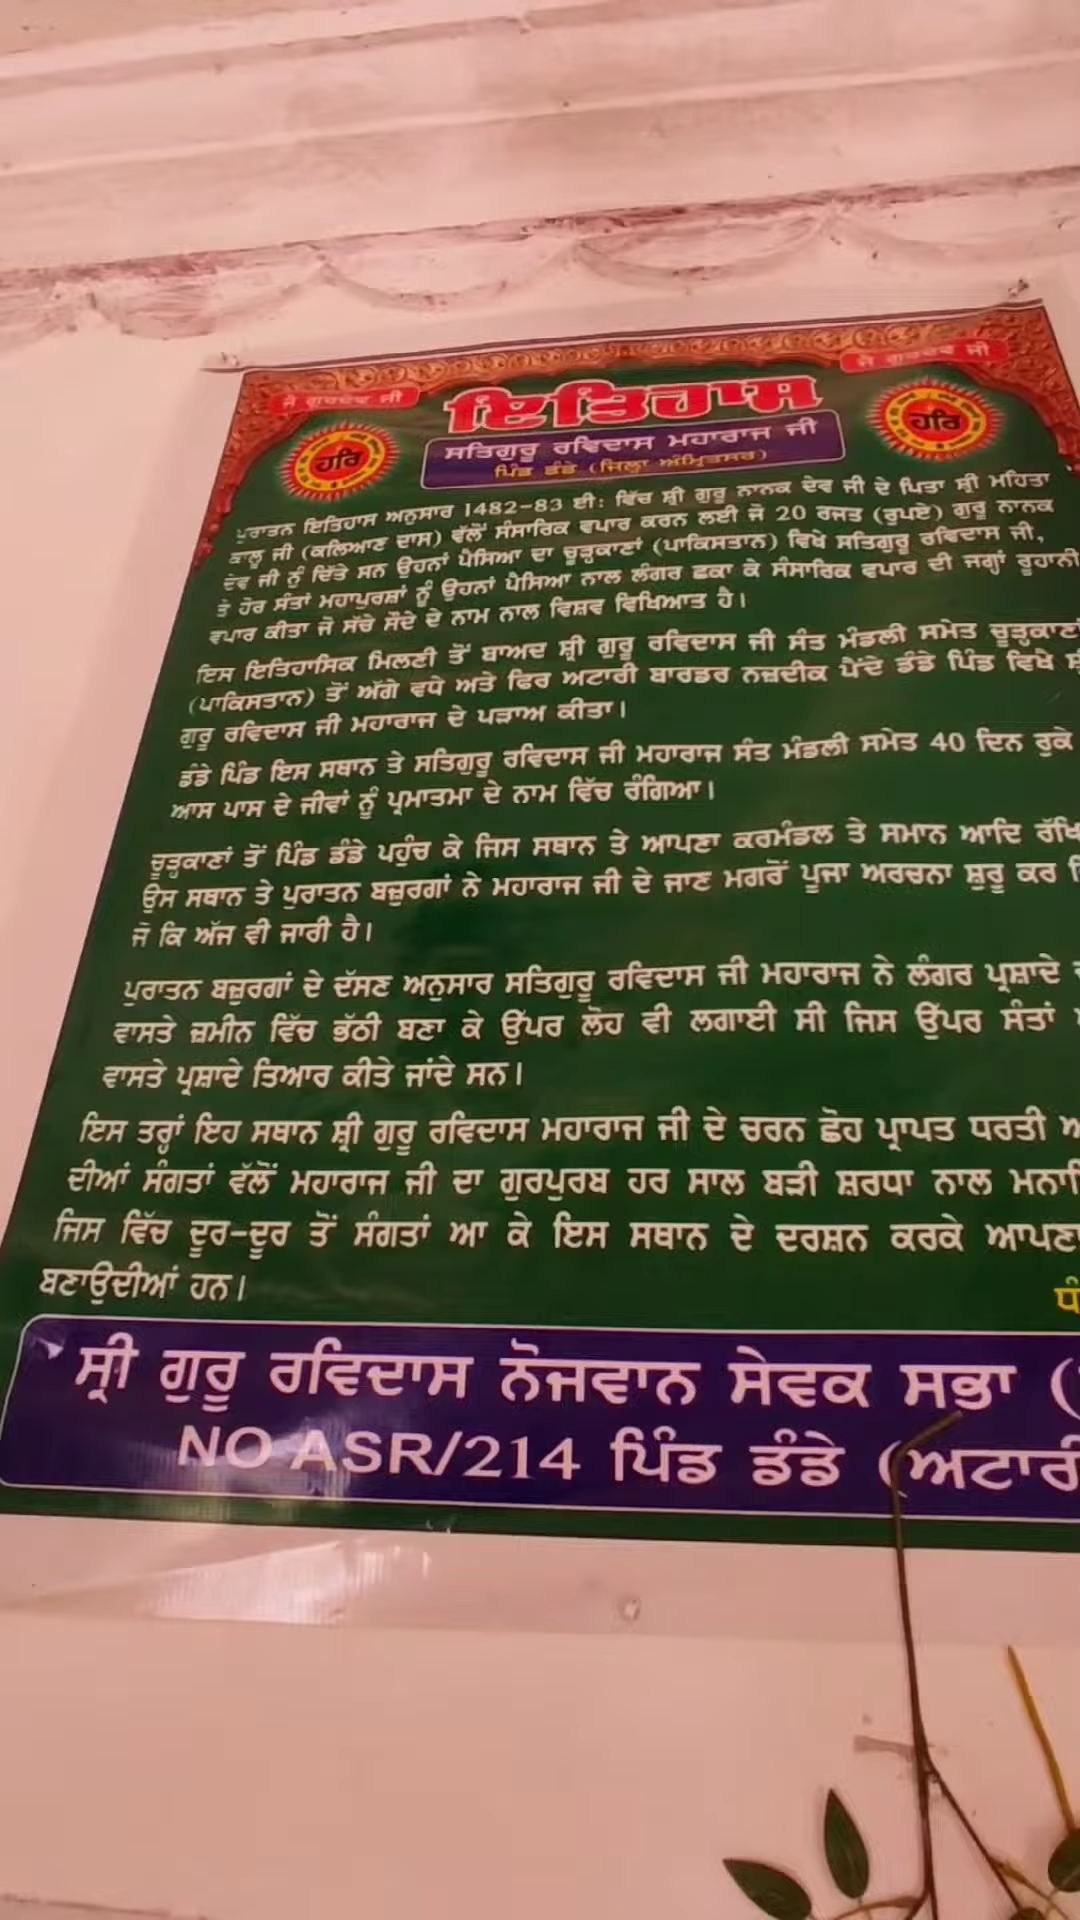 ਜੈ ਗੁਰਦੇਵ ਜੀ
ਜੈ ਗੁਰਦੇਵ ਜੀ
ਇਤਿਹਾਸ
ਹਰਿ
ਹਰਿ
ਸਤਿਗੁਰੂ ਰਵਿਦਾਸ ਮਹਾਰਾਜ ਜੀ
ਪਿੰਡ ਡੰਡੇ (ਜਿਲ੍ਹਾ ਅੰਮ੍ਰਿਤਸਰ)
ਪੁਰਾਤਨ ਇਤਿਹਾਸ ਅਨੁਸਾਰ 1482-83 ਈ: ਵਿੱਚ ਸ਼੍ਰੀ ਗੁਰੂ ਨਾਨਕ ਦੇਵ ਜੀ ਦੇ ਪਿਤਾ ਸ਼੍ਰੀ ਮਹਿਤਾ
ਕਾਲੂ ਜੀ (ਕਲਿਆਣ ਦਾਸ) ਵੱਲੋਂ ਸੰਸਾਰਿਕ ਵਪਾਰ ਕਰਨ ਲਈ ਜੋ 20 ਰਜਤ (ਰੁਪਏ) ਗੁਰੂ ਨਾਨਕ
ਦੇਵ ਜੀ ਨੂੰ ਦਿੱਤੇ ਸਨ ਉਹਨਾਂ ਪੈਸਿਆ ਦਾ ਚੂੜ੍ਹਕਾਣਾਂ (ਪਾਕਿਸਤਾਨ) ਵਿਖੇ ਸਤਿਗੁਰੂ ਰਵਿਦਾਸ ਜੀ,
ਤੇ ਹੋਰ ਸੰਤਾਂ ਮਹਾਪੁਰਸ਼ਾਂ ਨੂੰ ਉਹਨਾਂ ਪੈਸਿਆ ਨਾਲ ਲੰਗਰ ਛਕਾ ਕੇ ਸੰਸਾਰਿਕ ਵਪਾਰ ਦੀ ਜਗ੍ਹਾਂ ਰੂਹਾਨੀ
ਵਪਾਰ ਕੀਤਾ ਜੋ ਸੱਚੇ ਸੌਦੇ ਦੇ ਨਾਮ ਨਾਲ ਵਿਸ਼ਵ ਵਿਖਿਆਤ ਹੈ।
ਇਸ ਇਤਿਹਾਸਿਕ ਮਿਲਣੀ ਤੋਂ ਬਾਅਦ ਸ਼੍ਰੀ ਗੁਰੂ ਰਵਿਦਾਸ ਜੀ ਸੰਤ ਮੰਡਲੀ ਸਮੇਤ ਚੂੜ੍ਹਕਾਣਾਂ
(ਪਾਕਿਸਤਾਨ) ਤੋਂ ਅੱਗੇ ਵਧੇ ਅਤੇ ਫਿਰ ਅਟਾਰੀ ਬਾਰਡਰ ਨਜ਼ਦੀਕ ਪੈਂਦੇ ਡੰਡੇ ਪਿੰਡ ਵਿਖੇ
ਗੁਰੂ ਰਵਿਦਾਸ ਜੀ ਮਹਾਰਾਜ ਦੇ ਪੜਾਅ ਕੀਤਾ।
ਡੰਡੇ ਪਿੰਡ ਇਸ ਸਥਾਨ ਤੇ ਸਤਿਗੁਰੂ ਰਵਿਦਾਸ ਜੀ ਮਹਾਰਾਜ ਸੰਤ ਮੰਡਲੀ ਸਮੇਤ 40 ਦਿਨ ਰੁਕੇ
ਆਸ ਪਾਸ ਦੇ ਜੀਵਾਂ ਨੂੰ ਪ੍ਰਮਾਤਮਾ ਦੇ ਨਾਮ ਵਿੱਚ ਰੰਗਿਆ।
ਚੂੜ੍ਹਕਾਣਾਂ ਤੋਂ ਪਿੰਡ ਡੰਡੇ ਪਹੁੰਚ ਕੇ ਜਿਸ ਸਥਾਨ ਤੇ ਆਪਣਾ ਕਰਮੰਡਲ ਤੇ ਸਮਾਨ ਆਦਿ
ਉਸ ਸਥਾਨ ਤੇ ਪੁਰਾਤਨ ਬਜ਼ੁਰਗਾਂ ਨੇ ਮਹਾਰਾਜ ਜੀ ਦੇ ਜਾਣ ਮਗਰੋਂ ਪੂਜਾ ਅਰਚਨਾ ਸ਼ੁਰੂ ਕਰ
ਜੋ ਕਿ ਅੱਜ ਵੀ ਜਾਰੀ ਹੈ।
ਪੁਰਾਤਨ ਬਜ਼ੁਰਗਾਂ ਦੇ ਦੱਸਣ ਅਨੁਸਾਰ ਸਤਿਗੁਰੂ ਰਵਿਦਾਸ ਜੀ ਮਹਾਰਾਜ ਨੇ ਲੰਗਰ ਪ੍ਰਸ਼ਾਦੇ
ਵਾਸਤੇ ਜ਼ਮੀਨ ਵਿੱਚ ਭੱਠੀ ਬਣਾ ਕੇ ਉੱਪਰ ਲੋਹ ਵੀ ਲਗਾਈ ਸੀ ਜਿਸ ਉੱਪਰ ਸੰਤਾਂ
ਵਾਸਤੇ ਪ੍ਰਸ਼ਾਦੇ ਤਿਆਰ ਕੀਤੇ ਜਾਂਦੇ ਸਨ।
ਇਸ ਤਰ੍ਹਾਂ ਇਹ ਸਥਾਨ ਸ਼੍ਰੀ ਗੁਰੂ ਰਵਿਦਾਸ ਮਹਾਰਾਜ ਜੀ ਦੇ ਚਰਨ ਛੋਹ ਪ੍ਰਾਪਤ ਧਰਤੀ
ਦੀਆਂ ਸੰਗਤਾਂ ਵੱਲੋਂ ਮਹਾਰਾਜ ਜੀ ਦਾ ਗੁਰਪੁਰਬ ਹਰ ਸਾਲ ਬੜੀ ਸ਼ਰਧਾ ਨਾਲ
ਜਿਸ ਵਿੱਚ ਦੂਰ-ਦੂਰ ਤੋਂ ਸੰਗਤਾਂ ਆ ਕੇ ਇਸ ਸਥਾਨ ਦੇ ਦਰਸ਼ਨ ਕਰਕੇ ਆਪਣਾ
ਬਣਾਉਦੀਆਂ ਹਨ।
ਸ਼੍ਰੀ ਗੁਰੂ ਰਵਿਦਾਸ ਨੋਜਵਾਨ ਸੇਵਕ ਸਭਾ (
NO ASR/214 ਪਿੰਡ ਡੰਡੇ (ਅਟਾਰੀ